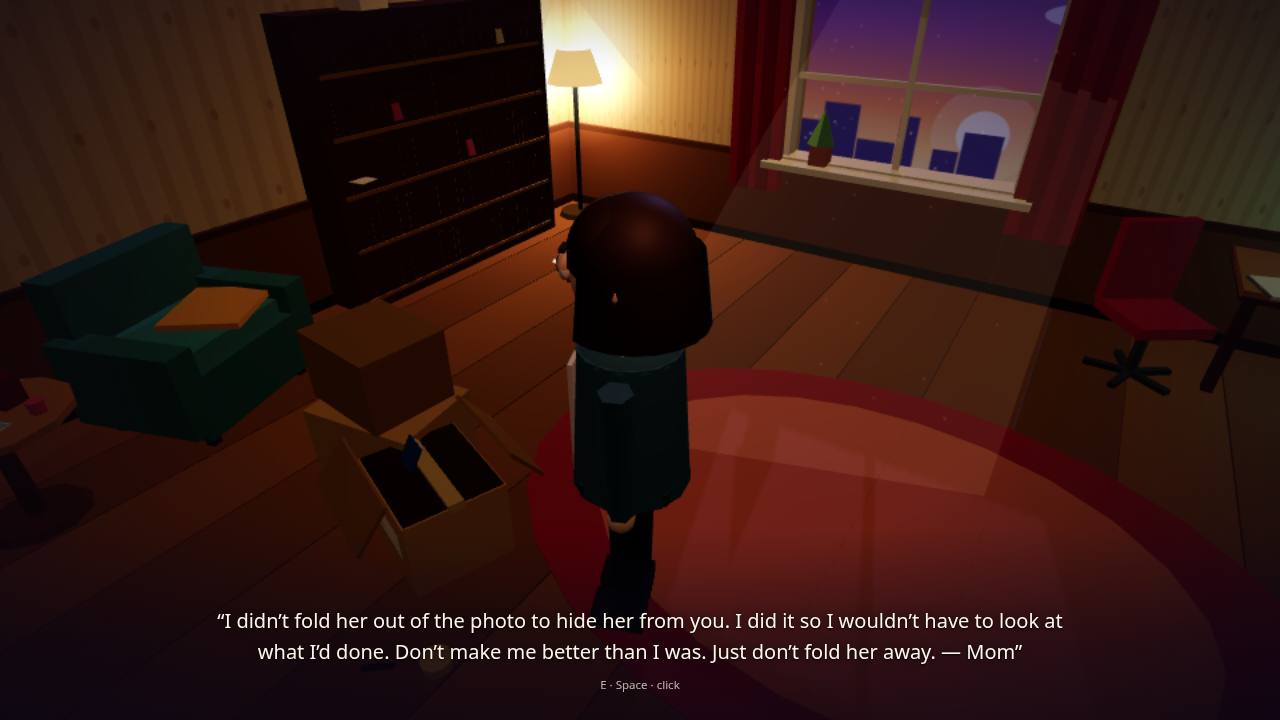 “I didn’t fold her out of the photo to hide her from you. I did it so I wouldn’t have to look at
what I’d done. Don’t make me better than I was. Just don’t fold her away. — Mom”
E · Space · click